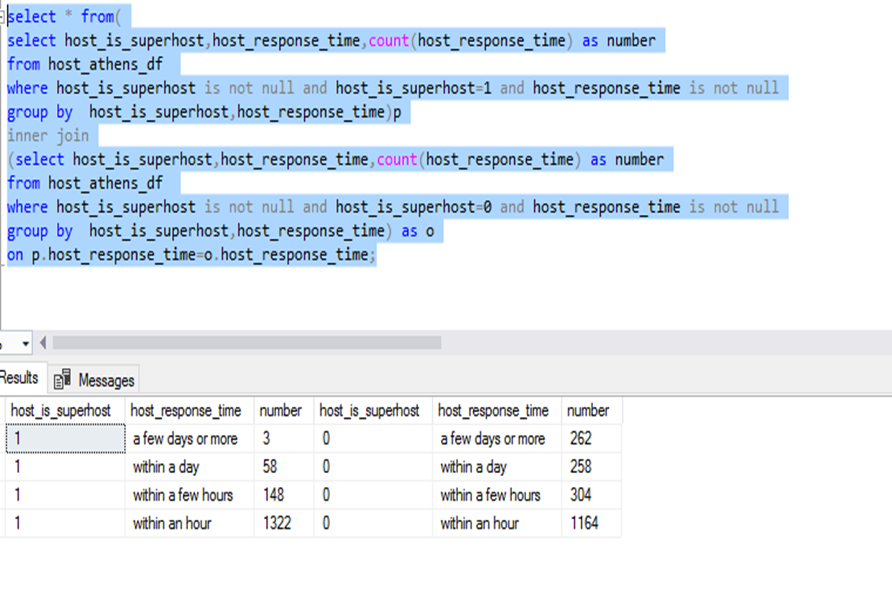 select * from(
select host_is_superhost,host_response_time,count(host_response_time) as number
from host_athens_df
where host_is_superhost is not null and host_is_superhost=1 and host_response_time is not null
group by  host_is_superhost,host_response_time)p
inner join
(select host_is_superhost,host_response_time,count(host_response_time) as number
from host_athens_df
where host_is_superhost is not null and host_is_superhost=0 and host_response_time is not null
group by  host_is_superhost,host_response_time) as o
on p.host_response_time=o.host_response_time;
Results Messages
host_is_superhost host_response_time number host_is_superhost host_response_time number
1 a few days or more 3 0 a few days or more 262
1 within a day 58 0 within a day 258
1 within a few hours 148 0 within a few hours 304
1 within an hour 1322 0 within an hour 1164